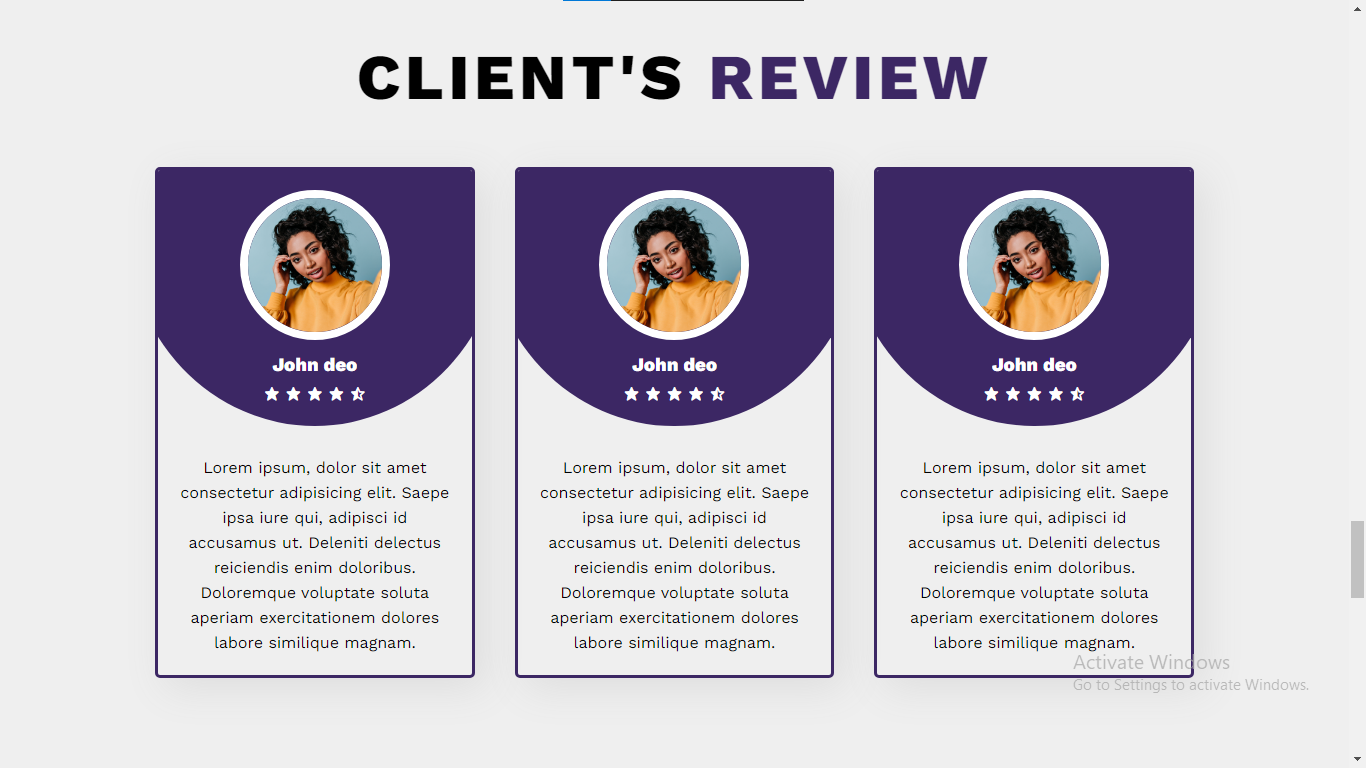 CLIENT'S REVIEW
John deo
Lorem ipsum, dolor sit amet
consectetur adipisicing elit. Saepe
ipsa iure qui, adipisci id
accusamus ut. Deleniti delectus
reiciendis enim doloribus.
Doloremque voluptate soluta
aperiam exercitationem dolores
labore similique magnam.
John deo
Lorem ipsum, dolor sit amet
consectetur adipisicing elit. Saepe
ipsa iure qui, adipisci id
accusamus ut. Deleniti delectus
reiciendis enim doloribus.
Doloremque voluptate soluta
aperiam exercitationem dolores
labore similique magnam.
John deo
Lorem ipsum, dolor sit amet
consectetur adipisicing elit. Saepe
ipsa iure qui, adipisci id
accusamus ut. Deleniti delectus
reiciendis enim doloribus.
Doloremque voluptate soluta
aperiam exercitationem dolores
labore similique magnam.
Activate Windows
Go to Settings to activate Windows.